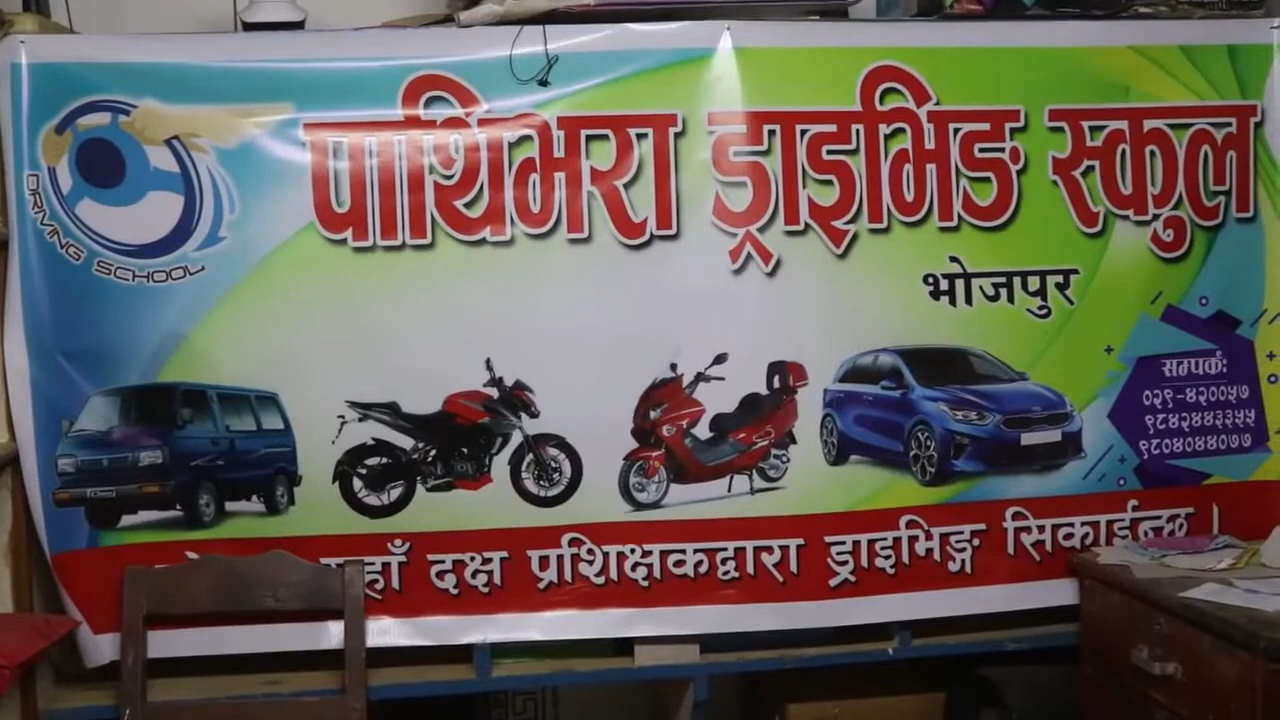 पाथिभरा ड्राइभिङ स्कुल
DRIVING SCHOOL
भोजपुर
सम्पर्कः
०२९-४२००५७
९८४२४४३३५५
९८०४०४४०७७
दक्ष प्रशिक्षकद्वारा ड्राइभिङ्ग सिकाईन्छ ।